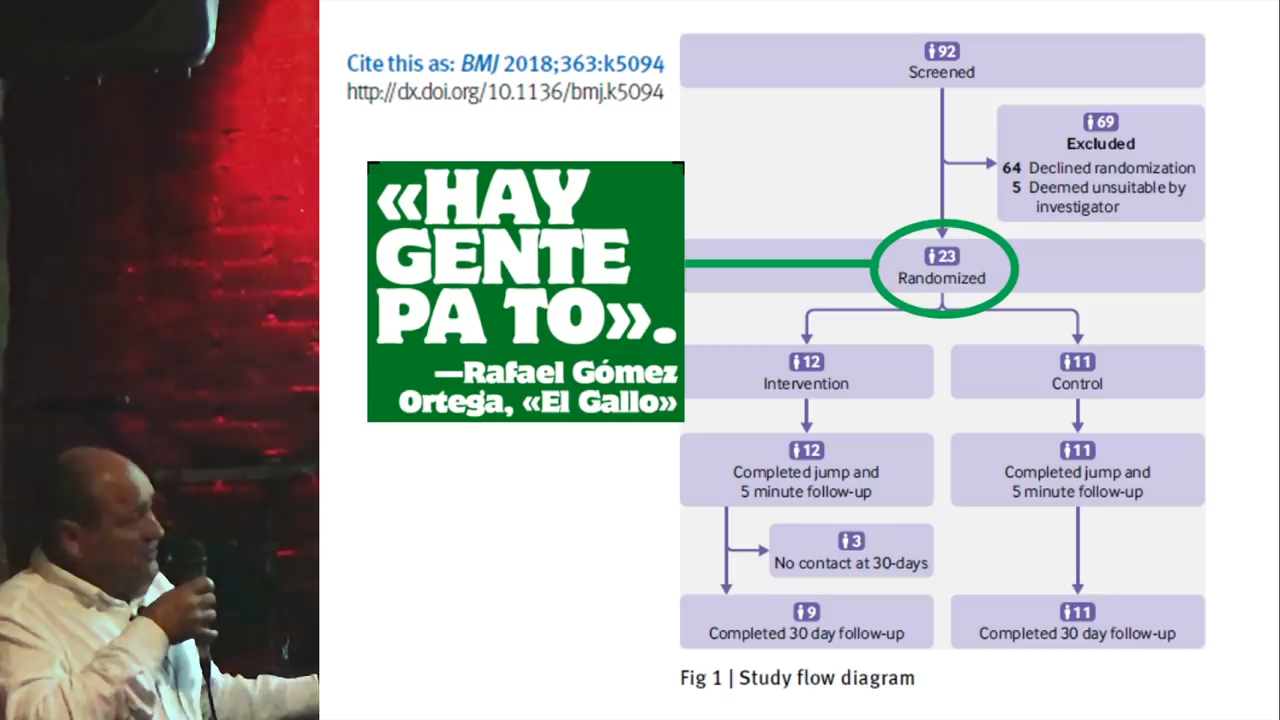 Cite this as: BMJ 2018;363:k5094
http://dx.doi.org/10.1136/bmj.k5094
«HAY
GENTE
PA TO».
—Rafael Gómez
Ortega, «El Gallo»
92
Screened
69
Excluded
64 Declined randomization
5 Deemed unsuitable by
investigator
23
Randomized
12
Intervention
11
Control
12
Completed jump and
5 minute follow-up
11
Completed jump and
5 minute follow-up
3
No contact at 30-days
9
Completed 30 day follow-up
11
Completed 30 day follow-up
Fig 1 | Study flow diagram